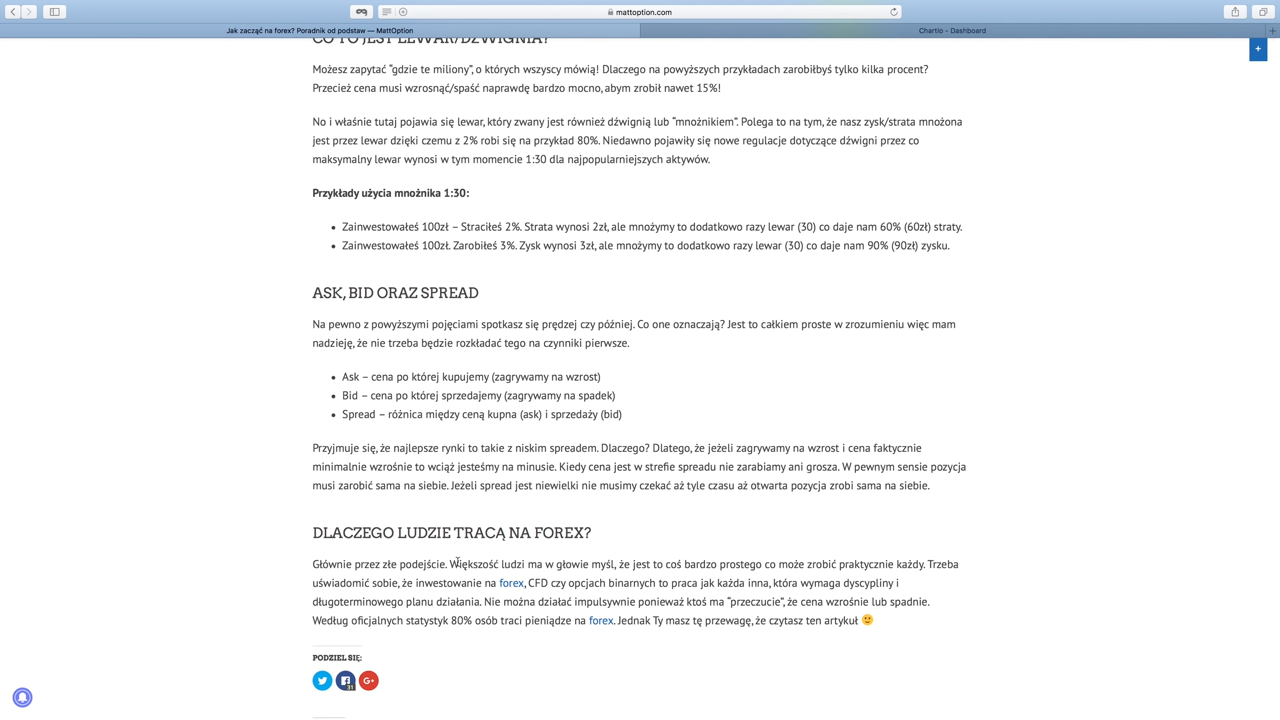 mattoption.com
Jak zacząć na forex? Poradnik od podstaw — MattOption
Chartio - Dashboard
CO TO JEST LEWAR/DŹWIGNIA?
Możesz zapytać “gdzie te miliony”, o których wszyscy mówią! Dlaczego na powyższych przykładach zarobiłbyś tylko kilka procent?
Przecież cena musi wzrosnąć/spaść naprawdę bardzo mocno, abym zrobił nawet 15%!
No i właśnie tutaj pojawia się lewar, który zwany jest również dźwignią lub “mnożnikiem”. Polega to na tym, że nasz zysk/strata mnożona
jest przez lewar dzięki czemu z 2% robi się na przykład 80%. Niedawno pojawiły się nowe regulacje dotyczące dźwigni przez co
maksymalny lewar wynosi w tym momencie 1:30 dla najpopularniejszych aktywów.
Przykłady użycia mnożnika 1:30:
• Zainwestowałeś 100zł – Straciłeś 2%. Strata wynosi 2zł, ale mnożymy to dodatkowo razy lewar (30) co daje nam 60% (60zł) straty.
• Zainwestowałeś 100zł. Zarobiłeś 3%. Zysk wynosi 3zł, ale mnożymy to dodatkowo razy lewar (30) co daje nam 90% (90zł) zysku.
ASK, BID ORAZ SPREAD
Na pewno z powyższymi pojęciami spotkasz się prędzej czy później. Co one oznaczają? Jest to całkiem proste w zrozumieniu więc mam
nadzieję, że nie trzeba będzie rozkładać tego na czynniki pierwsze.
• Ask – cena po której kupujemy (zagrywamy na wzrost)
• Bid – cena po której sprzedajemy (zagrywamy na spadek)
• Spread – różnica między ceną kupna (ask) i sprzedaży (bid)
Przyjmuje się, że najlepsze rynki to takie z niskim spreadem. Dlaczego? Dlatego, że jeżeli zagrywamy na wzrost i cena faktycznie
minimalnie wzrośnie to wciąż jesteśmy na minusie. Kiedy cena jest w strefie spreadu nie zarabiamy ani grosza. W pewnym sensie pozycja
musi zarobić sama na siebie. Jeżeli spread jest niewielki nie musimy czekać aż tyle czasu aż otwarta pozycja zrobi sama na siebie.
DLACZEGO LUDZIE TRACĄ NA FOREX?
Głównie przez złe podejście. Większość ludzi ma w głowie myśl, że jest to coś bardzo prostego co może zrobić praktycznie każdy. Trzeba
uświadomić sobie, że inwestowanie na forex, CFD czy opcjach binarnych to praca jak każda inna, która wymaga dyscypliny i
długoterminowego planu działania. Nie można działać impulsywnie ponieważ ktoś ma “przeczucie”, że cena wzrośnie lub spadnie.
Według oficjalnych statystyk 80% osób traci pieniądze na forex. Jednak Ty masz tę przewagę, że czytasz ten artykuł 🙂
PODZIEL SIĘ: